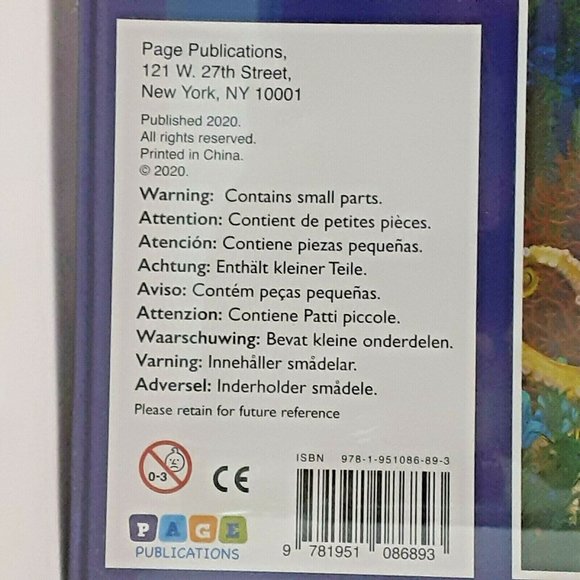 Page Publications,
121 W. 27th Street,
New York, NY 10001
Published 2020.
All rights reserved.
Printed in China.
© 2020.
Warning: Contains small parts.
Attention: Contient de petites pièces.
Atención: Contiene piezas pequeñas.
Achtung: Enthält kleiner Teile.
Aviso: Contém peças pequeñas.
Attenzion: Contiene Patti piccole.
Waarschuwing: Bevat kleine onderdelen.
Varning: Innehåller smådelar.
Adversel: Inderholder smådele.
Please retain for future reference
0-3
CE
PAGE
PUBLICATIONS
ISBN 978-1-951086-89-3
9 781951 086893